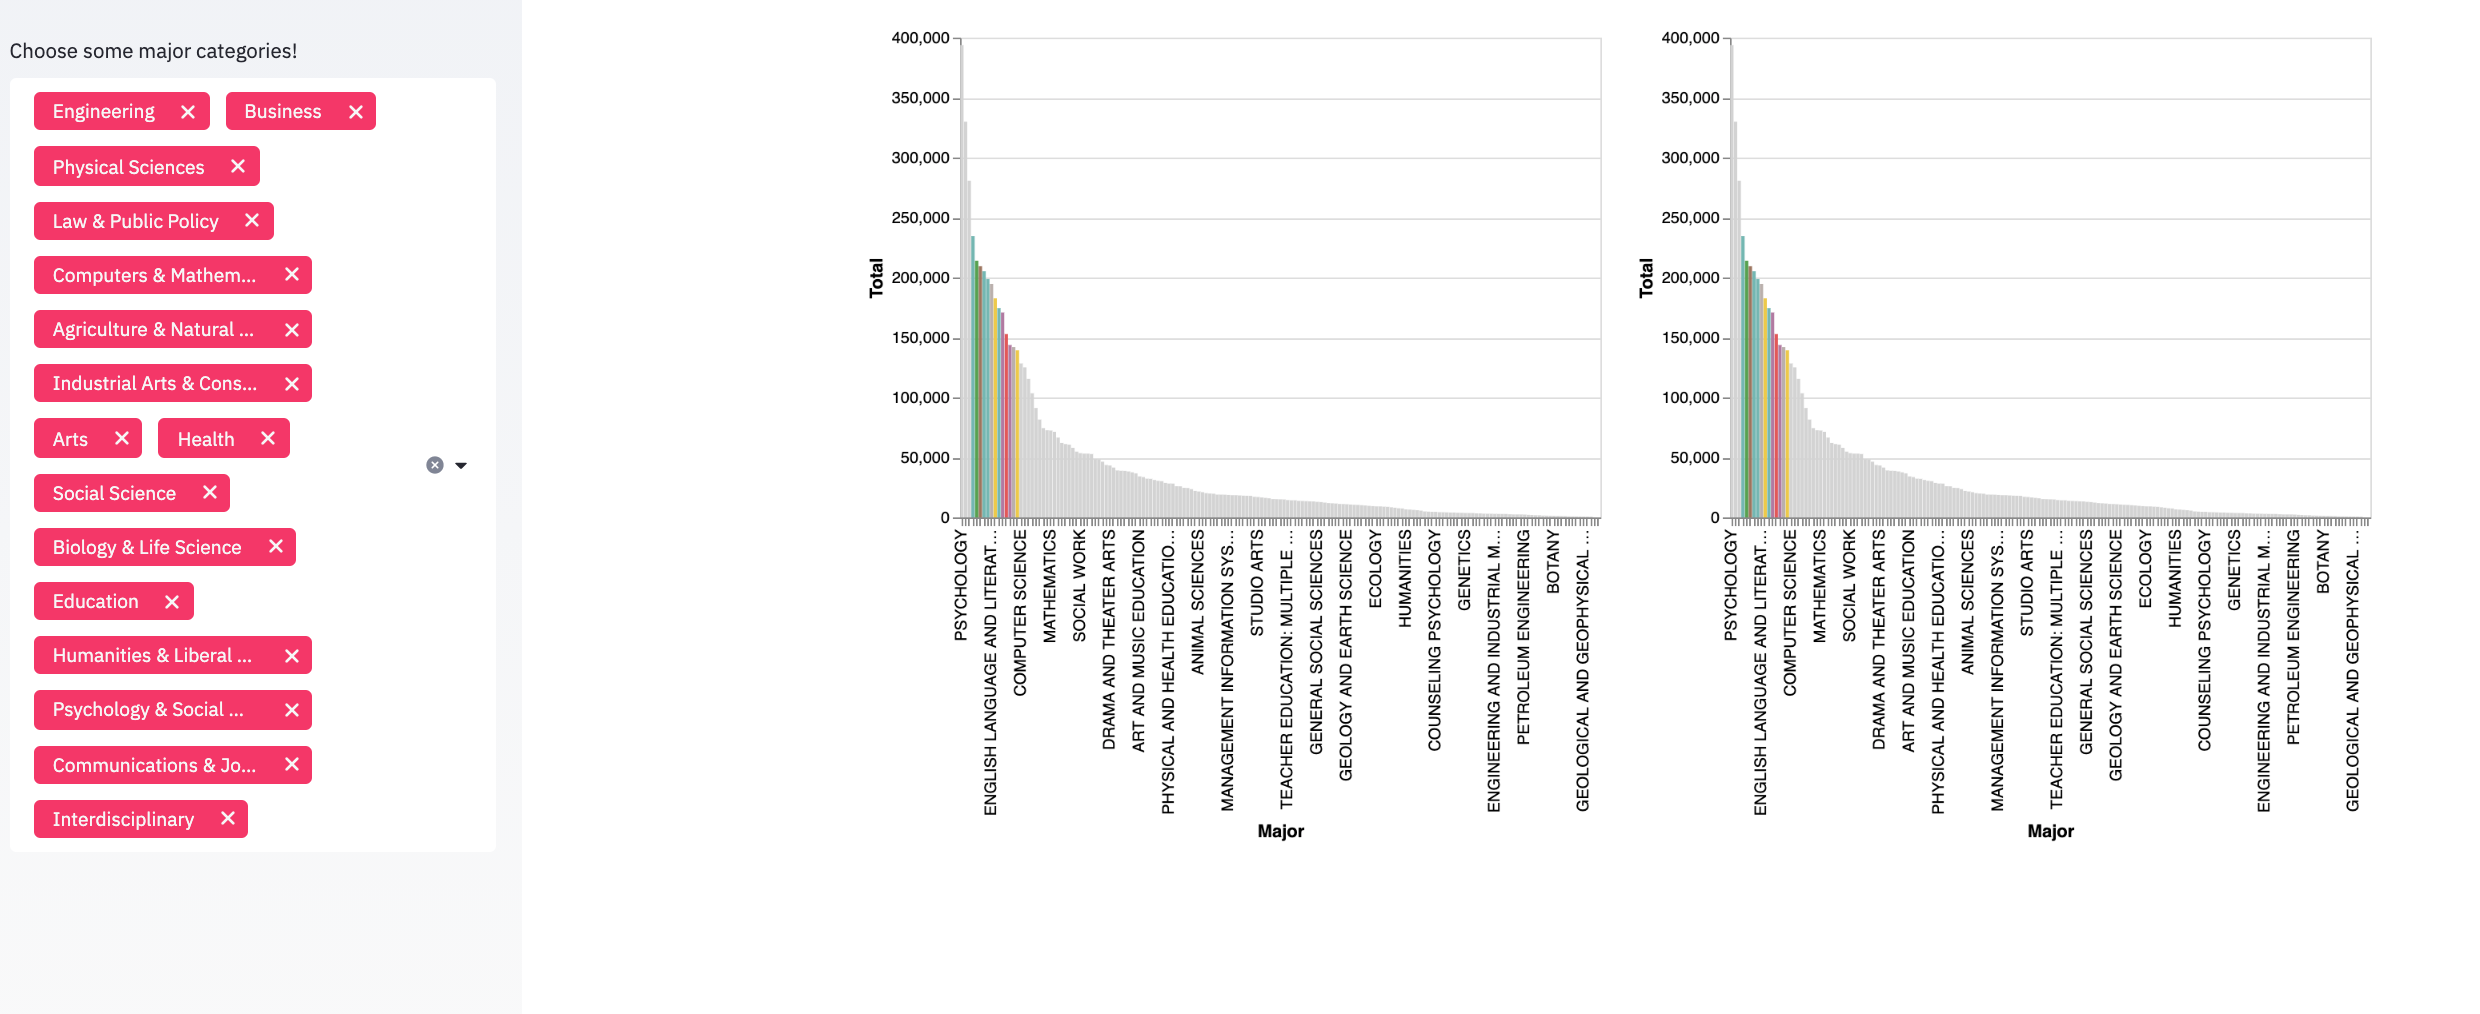 Choose some major categories!
Engineering ✕ Business ✕
Physical Sciences ✕
Law & Public Policy ✕
Computers & Mathem... ✕
Agriculture & Natural ... ✕
Industrial Arts & Cons... ✕
Arts ✕ Health ✕
Social Science ✕
Biology & Life Science ✕
Education ✕
Humanities & Liberal ... ✕
Psychology & Social ... ✕
Communications & Jo... ✕
Interdisciplinary ✕
Total
400,000
350,000
300,000
250,000
200,000
150,000
100,000
50,000
0
PSYCHOLOGY
ENGLISH LANGUAGE AND LITERAT...
COMPUTER SCIENCE
MATHEMATICS
SOCIAL WORK
DRAMA AND THEATER ARTS
ART AND MUSIC EDUCATION
PHYSICAL AND HEALTH EDUCATIO...
ANIMAL SCIENCES
MANAGEMENT INFORMATION SYS...
STUDIO ARTS
TEACHER EDUCATION: MULTIPLE ...
GENERAL SOCIAL SCIENCES
GEOLOGY AND EARTH SCIENCE
ECOLOGY
HUMANITIES
COUNSELING PSYCHOLOGY
GENETICS
ENGINEERING AND INDUSTRIAL M...
PETROLEUM ENGINEERING
BOTANY
GEOLOGICAL AND GEOPHYSICAL ...
Major
Total
400,000
350,000
300,000
250,000
200,000
150,000
100,000
50,000
0
PSYCHOLOGY
ENGLISH LANGUAGE AND LITERAT...
COMPUTER SCIENCE
MATHEMATICS
SOCIAL WORK
DRAMA AND THEATER ARTS
ART AND MUSIC EDUCATION
PHYSICAL AND HEALTH EDUCATIO...
ANIMAL SCIENCES
MANAGEMENT INFORMATION SYS...
STUDIO ARTS
TEACHER EDUCATION: MULTIPLE ...
GENERAL SOCIAL SCIENCES
GEOLOGY AND EARTH SCIENCE
ECOLOGY
HUMANITIES
COUNSELING PSYCHOLOGY
GENETICS
ENGINEERING AND INDUSTRIAL M...
PETROLEUM ENGINEERING
BOTANY
GEOLOGICAL AND GEOPHYSICAL ...
Major